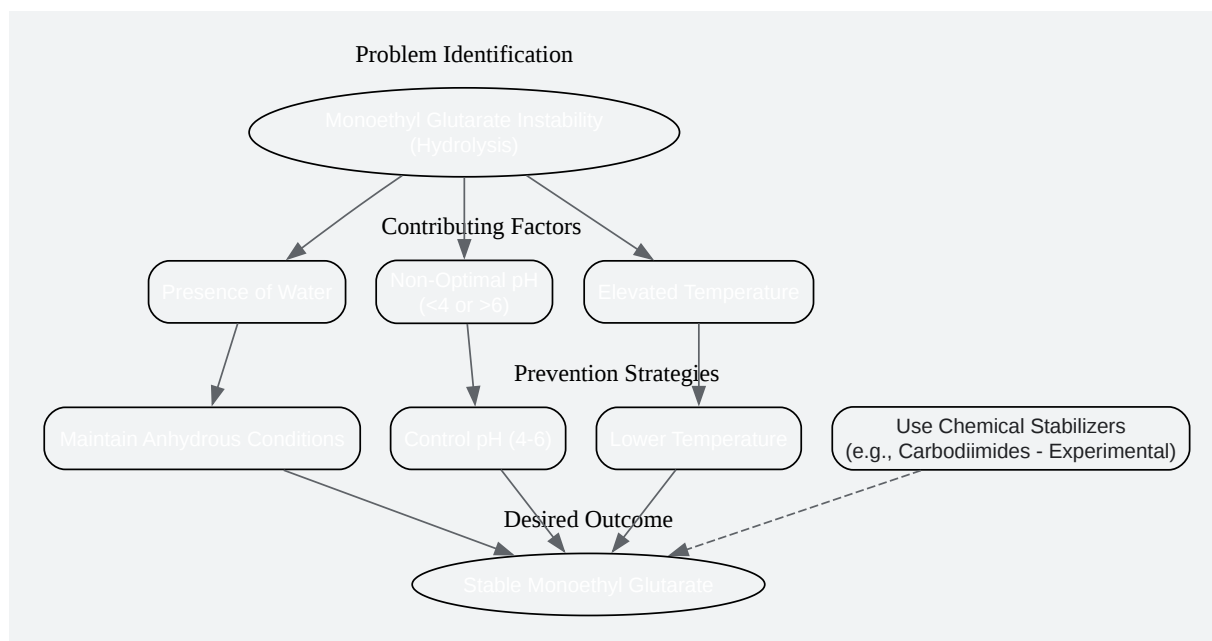 Problem Identification
Monoethyl Glutarate Instability
(Hydrolysis)
Contributing Factors
Presence of Water
Non-Optimal pH
(<4 or >6)
Elevated Temperature
Prevention Strategies
Maintain Anhydrous Conditions
Control pH (4-6)
Lower Temperature
Use Chemical Stabilizers
(e.g., Carbodiimides - Experimental)
Desired Outcome
Stable Monoethyl Glutarate